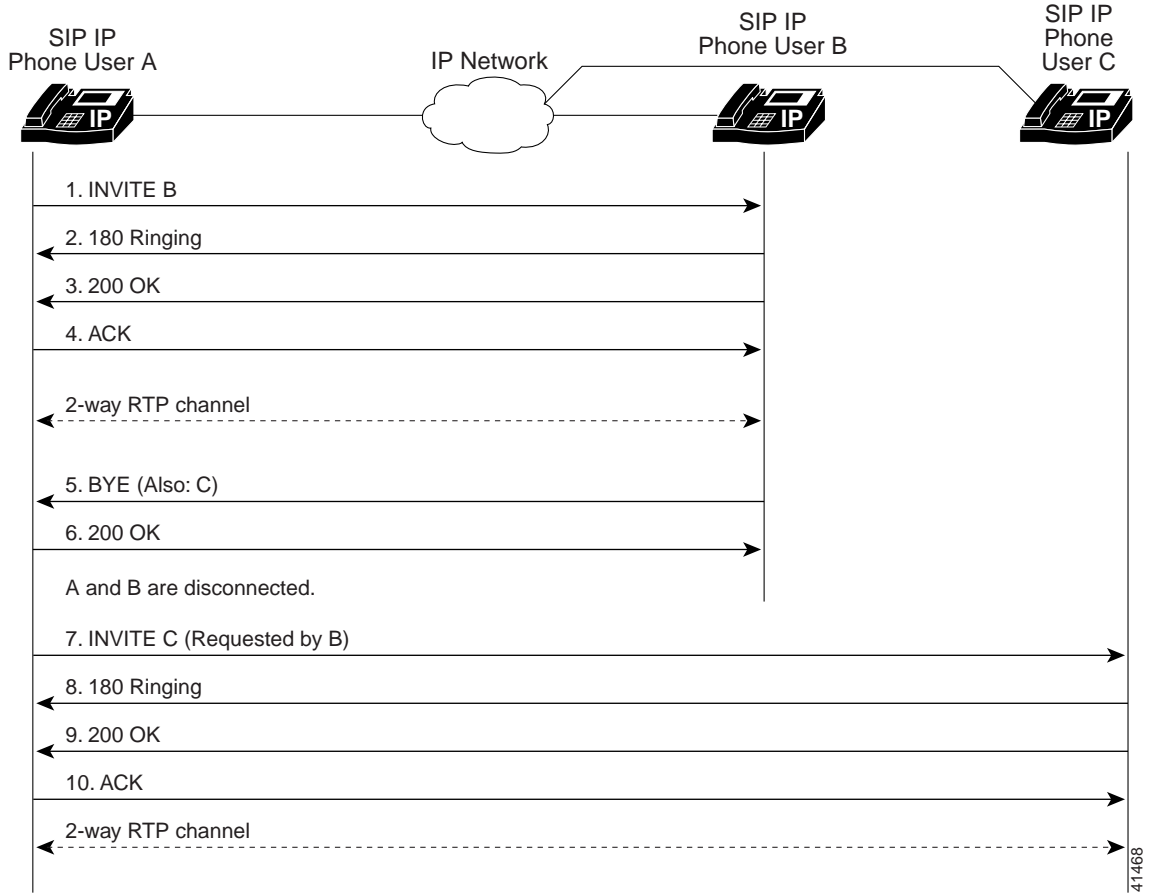 SIP IP
Phone User A
IP Network
SIP IP
Phone User B
SIP IP
Phone
User C
IP
IP
IP
1. INVITE B
2. 180 Ringing
3. 200 OK
4. ACK
2-way RTP channel
5. BYE (Also: C)
6. 200 OK
A and B are disconnected.
7. INVITE C (Requested by B)
8. 180 Ringing
9. 200 OK
10. ACK
2-way RTP channel
41468